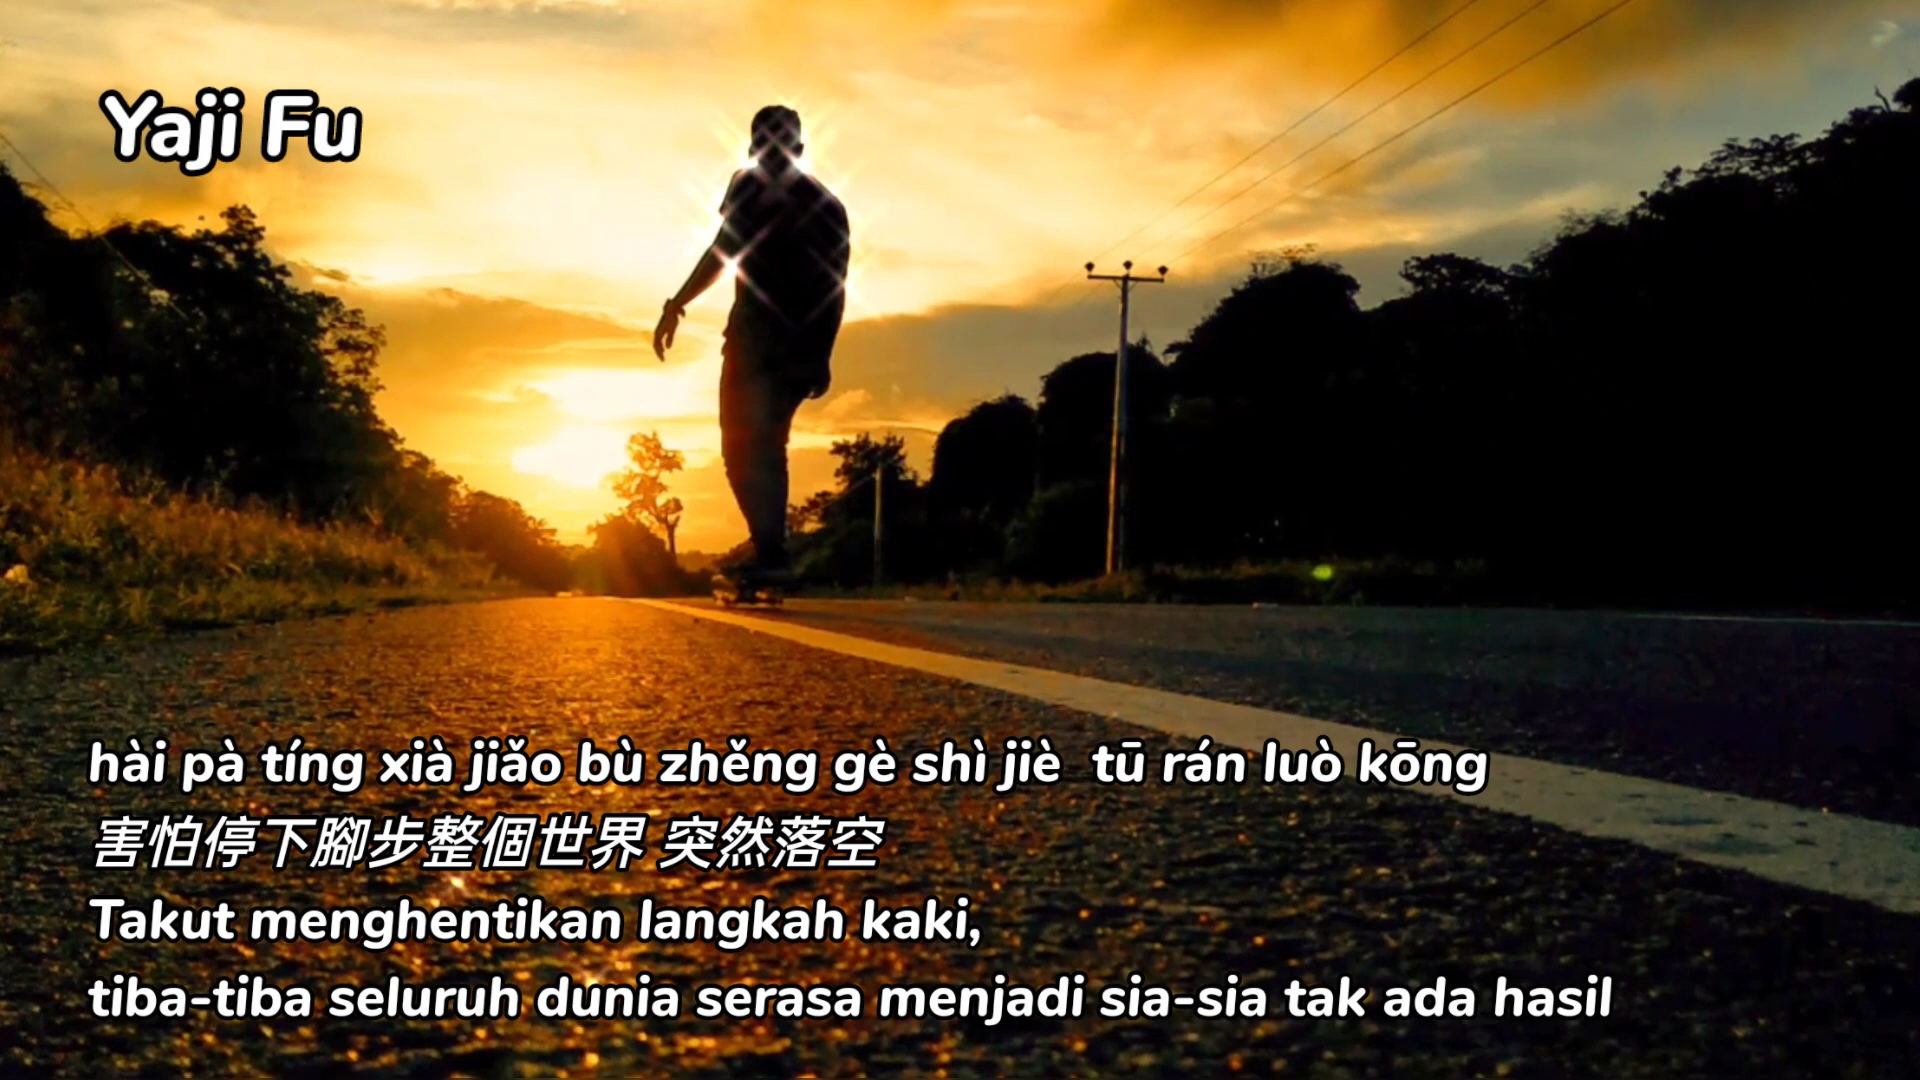 Yaji Fu
hài pà tíng xià jiǎo bù zhěng gè shì jiè  tū rán luò kōng
害怕停下腳步整個世界 突然落空
Takut menghentikan langkah kaki,
tiba-tiba seluruh dunia serasa menjadi sia-sia tak ada hasil